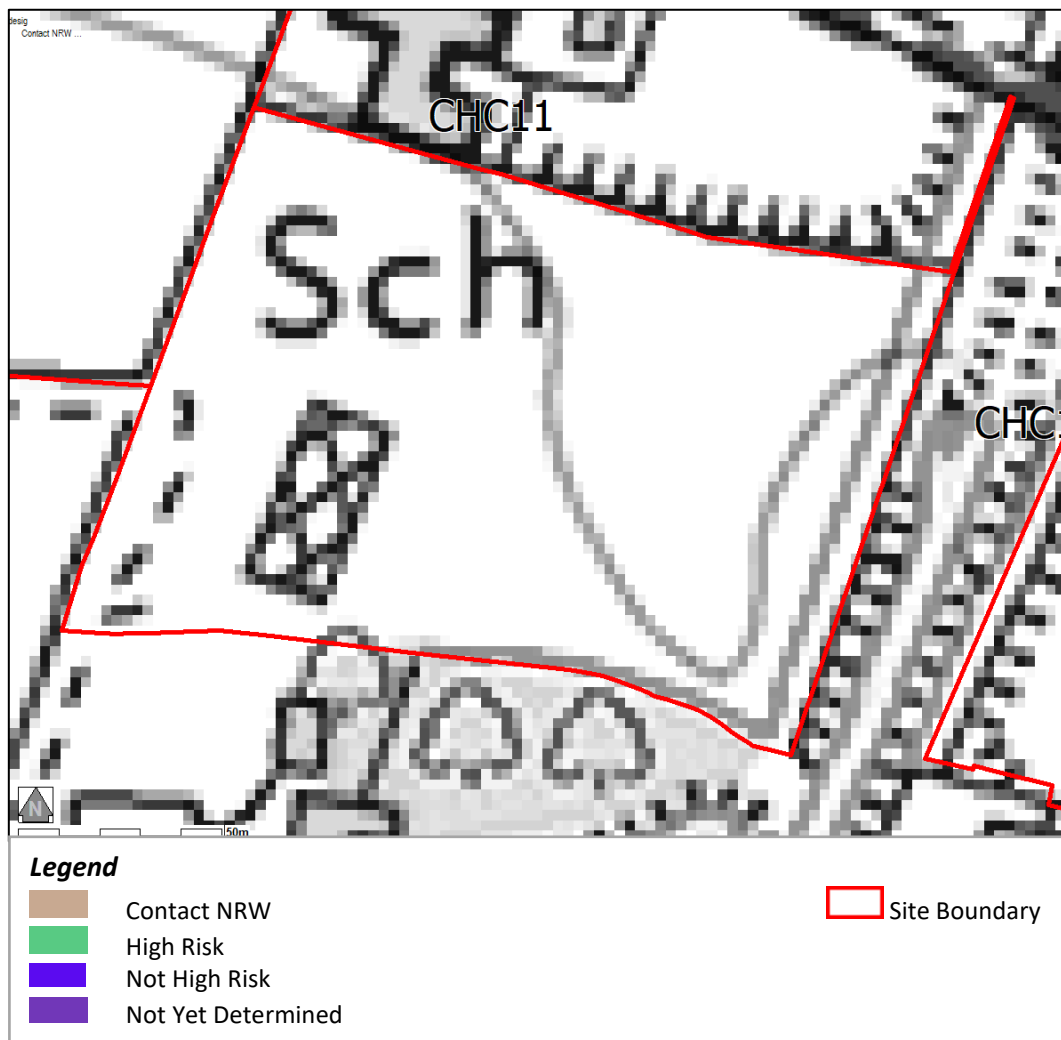 desig
Contact NRW ...
CHC11
Sch
CHC1
N
50m
Legend
Contact NRW
High Risk
Not High Risk
Not Yet Determined
Site Boundary